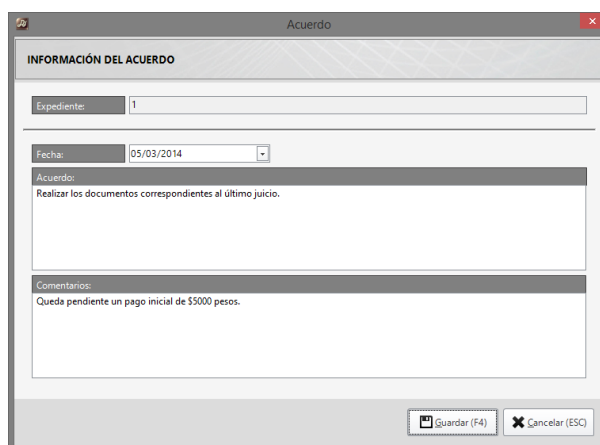 Acuerdo
INFORMACIÓN DEL ACUERDO
Expediente: 1
Fecha: 05/03/2014
Acuerdo:
Realizar los documentos correspondientes al último juicio.
Comentarios:
Queda pendiente un pago inicial de $5000 pesos.
Guardar (F4) Cancelar (ESC)